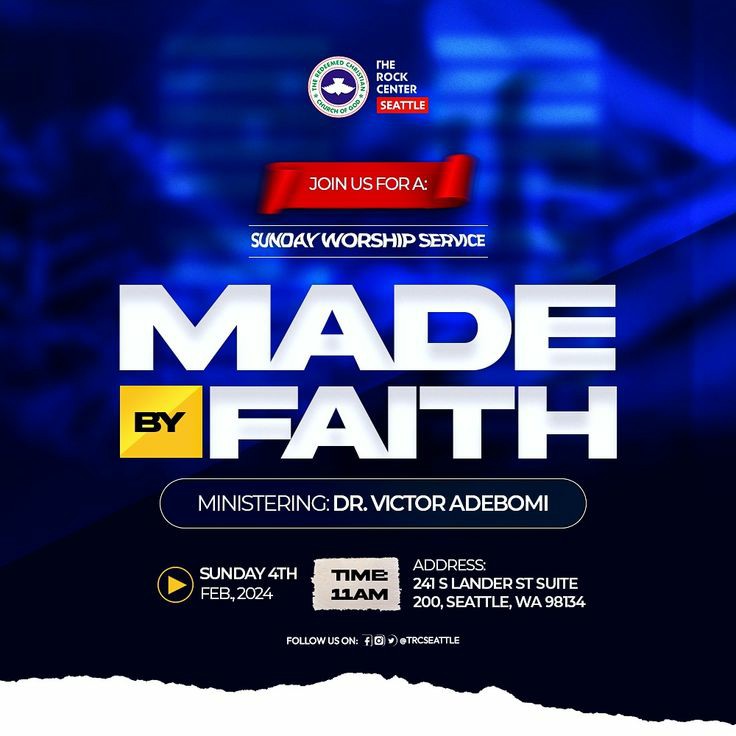 THE REDEEMED CHRISTIAN
CHURCH OF GOD
THE
ROCK
CENTER
SEATTLE
JOIN US FOR A:
SUNDAY WORSHIP SERVICE
MADE
BY FAITH
MINISTERING: DR. VICTOR ADEBOMI
SUNDAY 4TH
FEB., 2024
TIME:
11AM
ADDRESS:
241 S LANDER ST SUITE
200, SEATTLE, WA 98134
FOLLOW US ON: @TRCSEATTLE